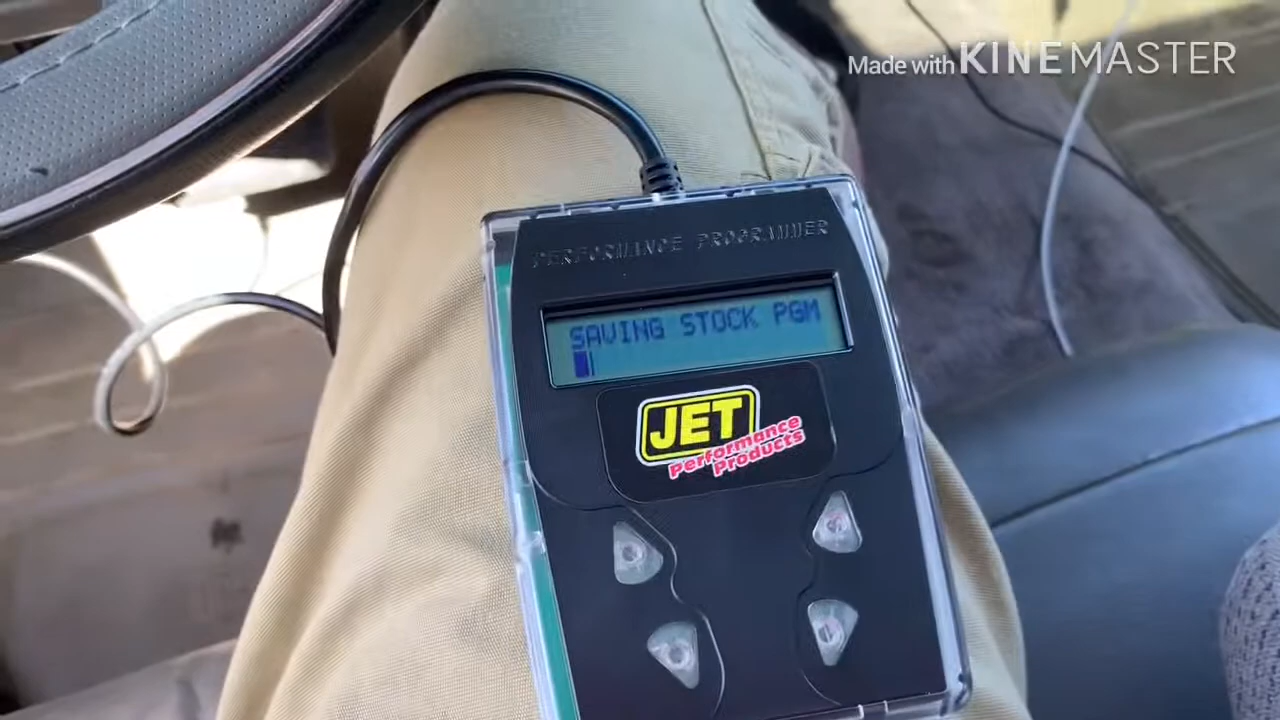 Made with KINEMASTER
PERFORMANCE PROGRAMMER
SAVING STOCK PGM
JET
Performance
Products